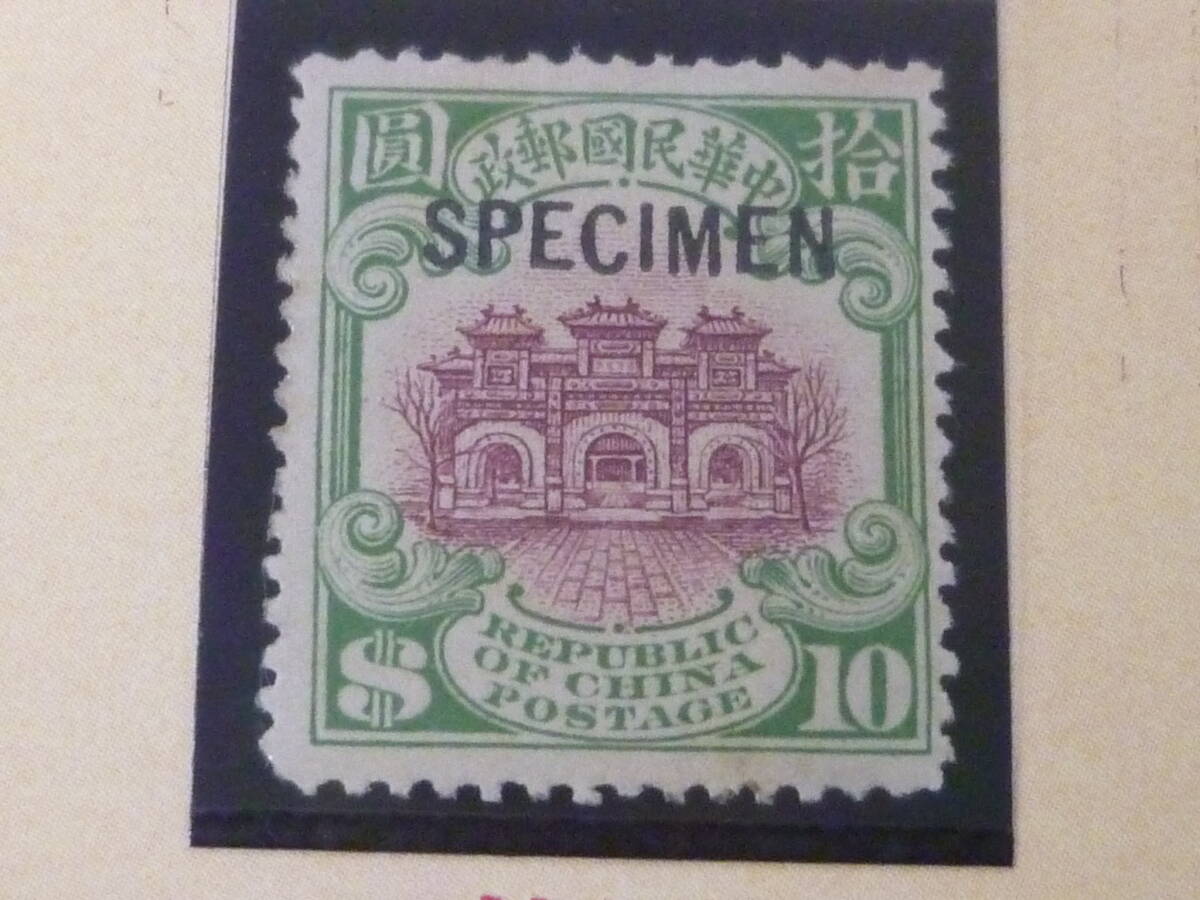 圓 政郵國民華中 拾
SPECIMEN
REPUBLIC
OF CHINA
POSTAGE
$ 10